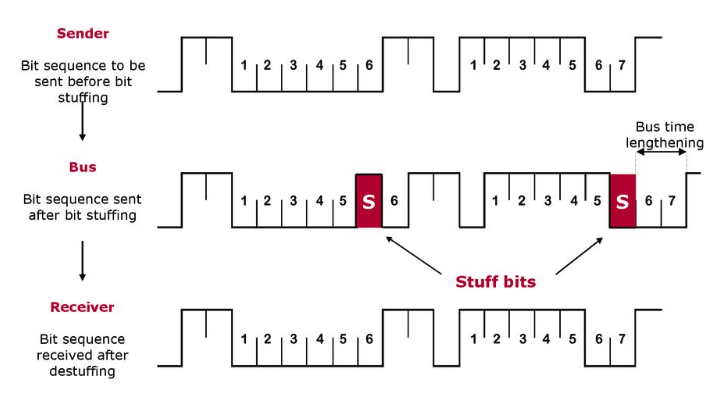 Sender
Bit sequence to be
sent before bit
stuffing
1 2 3 4 5 6 1 2 3 4 5 6 7
Bus time
lengthening
Bus
Bit sequence sent
after bit stuffing
1 2 3 4 5 S 6 1 2 3 4 5 S 6 7
Stuff bits
Receiver
Bit sequence
received after
destuffing
1 2 3 4 5 6 1 2 3 4 5 6 7